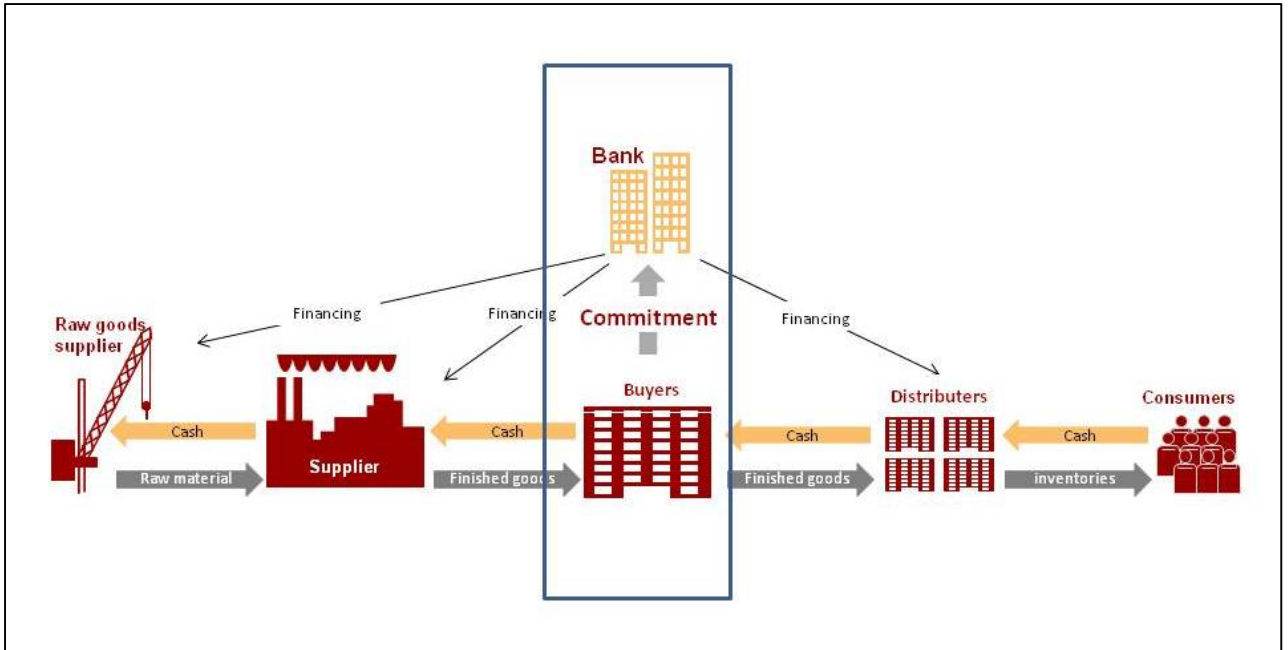 Bank
Financing
Financing
Commitment
Financing
Raw goods
supplier
Buyers
Distributers
Consumers
Cash
Cash
Cash
Cash
Supplier
Raw material
Finished goods
Finished goods
inventories